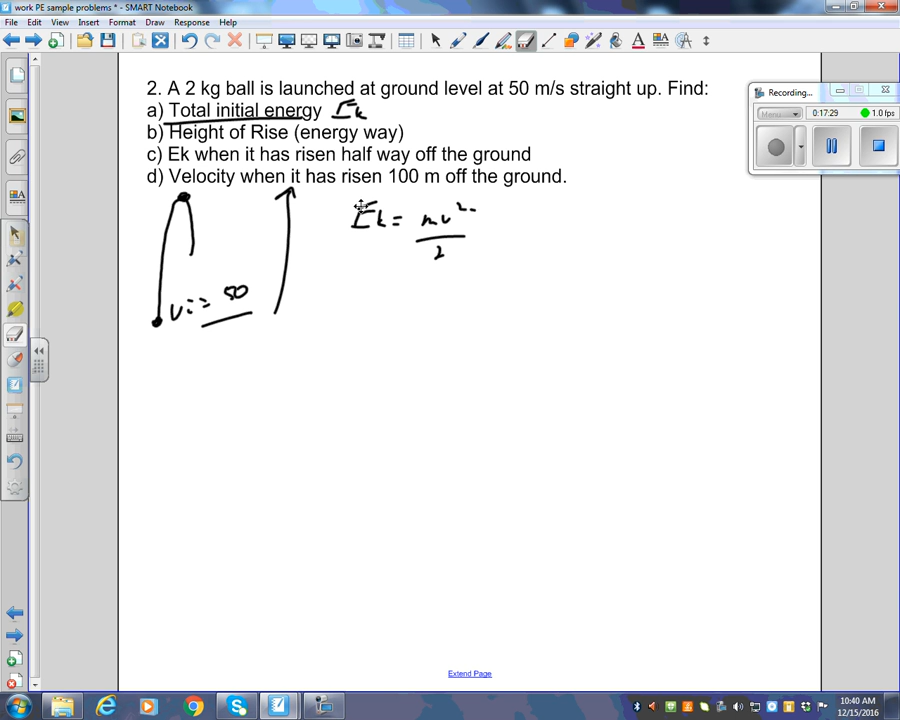 work PE sample problems * - SMART Notebook
File Edit View Insert Format Draw Response Help
2. A 2 kg ball is launched at ground level at 50 m/s straight up. Find:
a) Total initial energy Ek
b) Height of Rise (energy way)
c) Ek when it has risen half way off the ground
d) Velocity when it has risen 100 m off the ground.
Ek = mv²
2
vi = 50
Recording...
Menu
0:17:29
1.0 fps
Extend Page
10:40 AM
12/15/2016